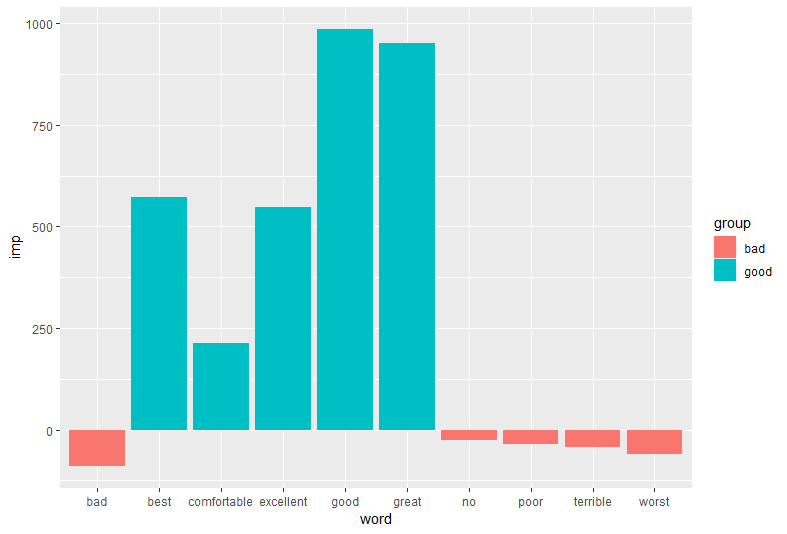 1000
750
500
250
0
imp
bad best comfortable excellent good great no poor terrible worst
word
group
bad
good